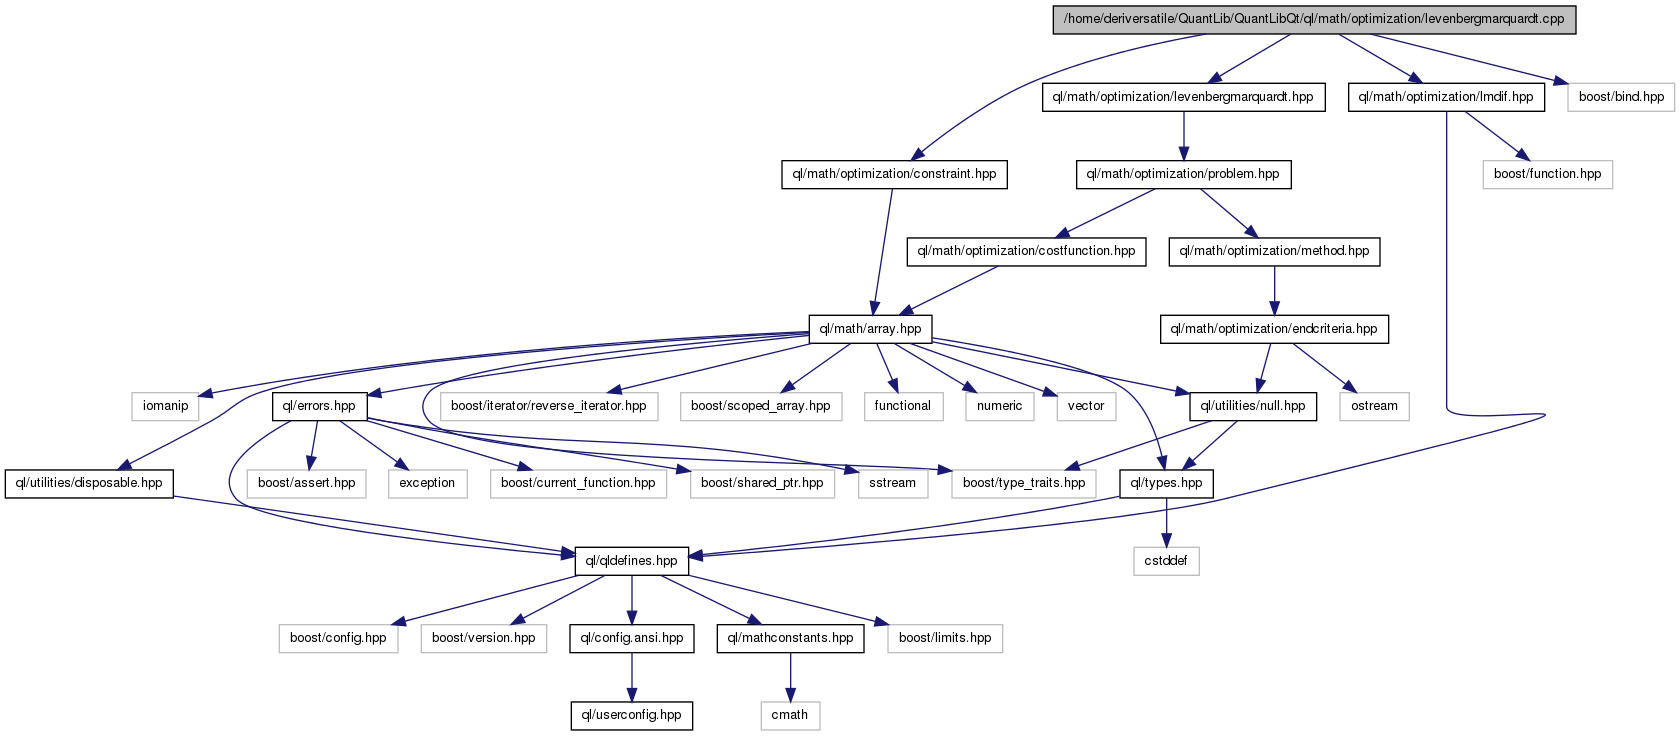 /home/deriversatile/QuantLib/QuantLibQt/ql/math/optimization/levenbergmarquardt.cpp
ql/math/optimization/levenbergmarquardt.hpp
ql/math/optimization/lmdif.hpp
boost/bind.hpp
ql/math/optimization/constraint.hpp
ql/math/optimization/problem.hpp
boost/function.hpp
ql/math/optimization/costfunction.hpp
ql/math/optimization/method.hpp
ql/math/array.hpp
ql/math/optimization/endcriteria.hpp
iomanip
ql/errors.hpp
boost/iterator/reverse_iterator.hpp
boost/scoped_array.hpp
functional
numeric
vector
ql/utilities/null.hpp
ostream
ql/utilities/disposable.hpp
boost/assert.hpp
exception
boost/current_function.hpp
boost/shared_ptr.hpp
sstream
boost/type_traits.hpp
ql/types.hpp
ql/qldefines.hpp
cstddef
boost/config.hpp
boost/version.hpp
ql/config.ansi.hpp
ql/mathconstants.hpp
boost/limits.hpp
ql/userconfig.hpp
cmath